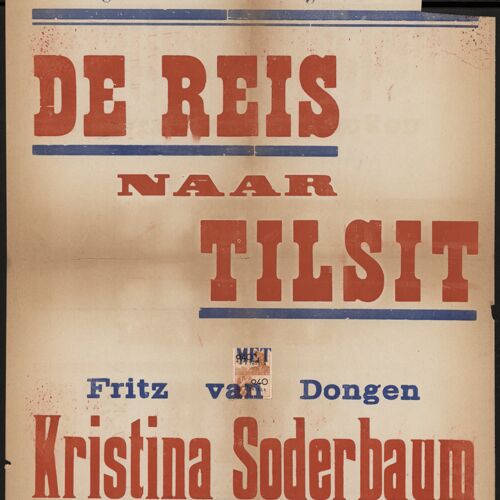 DE REIS
NAAR
TILSIT
MET
Fritz van Dongen
Kristina Soderbaum